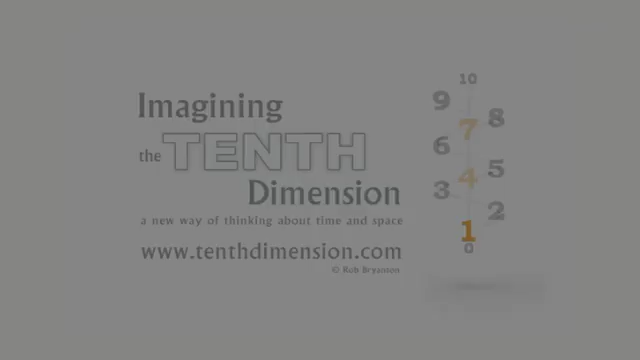 Imagining
the TENTH
Dimension
a new way of thinking about time and space
www.tenthdimension.com
© Rob Bryanton
10
9
8
7
6
5
4
3
2
1
0